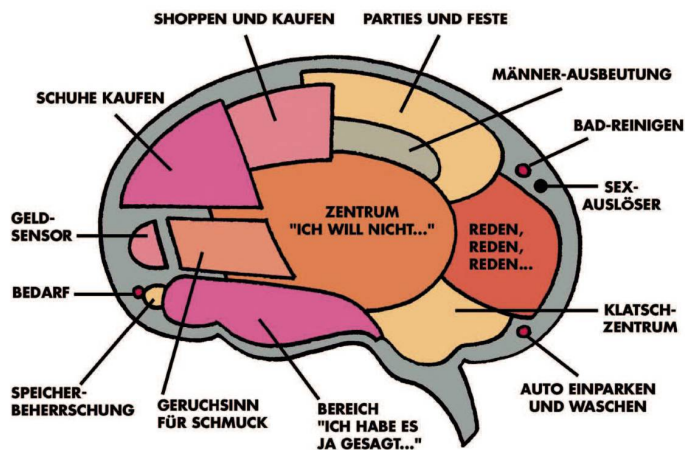 SHOPPEN UND KAUFEN
PARTIES UND FESTE
MÄNNER-AUSBEUTUNG
SCHUHE KAUFEN
BAD-REINIGEN
SEX-
AUSLÖSER
GELD-
SENSOR
ZENTRUM
"ICH WILL NICHT..."
REDEN,
REDEN,
REDEN...
BEDARF
KLATSCH-
ZENTRUM
SPEICHER-
BEHERRSCHUNG
GERUCHSINN
FÜR SCHMUCK
BEREICH
"ICH HABE ES
JA GESAGT..."
AUTO EINPARKEN
UND WASCHEN